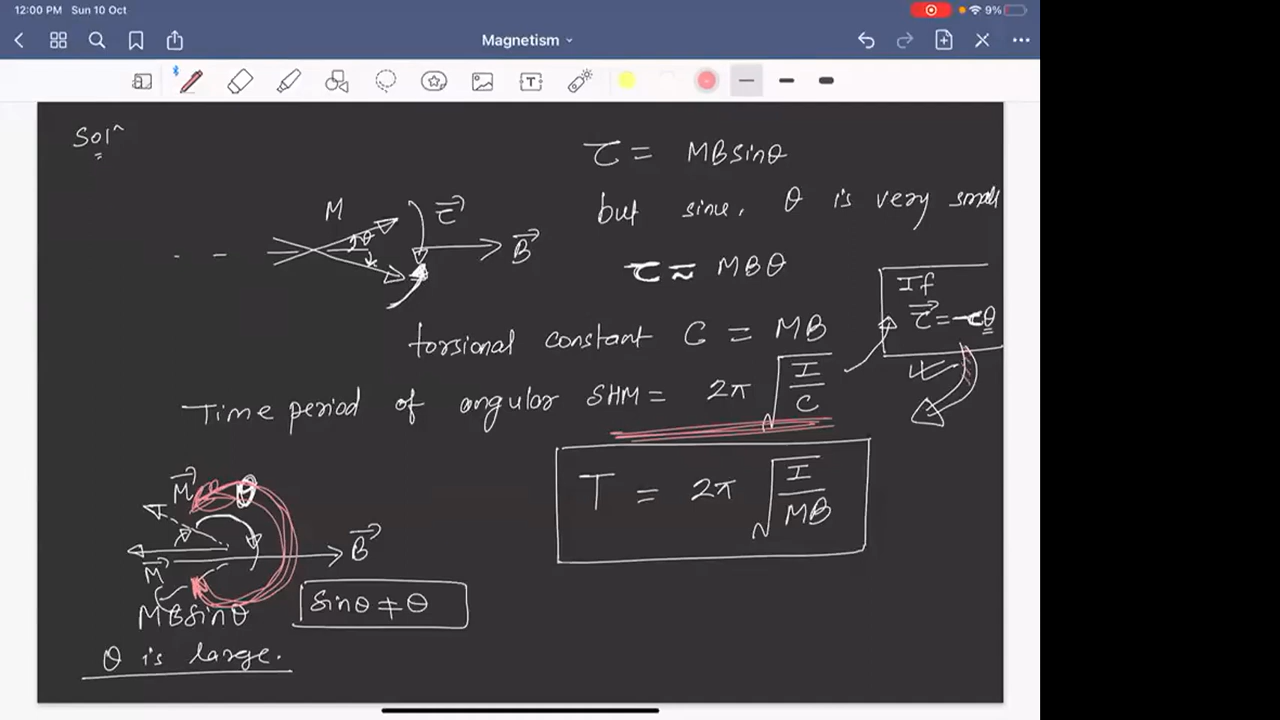 12:00 PM Sun 10 Oct
9%
Magnetism
Solⁿ
τ = MBsinθ
but since, θ is very small
M
θ
τ⃗
B⃗
τ ≈ MBθ
If
τ⃗ = -cθ
torsional constant C = MB
Time period of angular SHM = 2π √(I/C)
T = 2π √(I/MB)
M⃗
θ
B⃗
M⃗
MBsinθ
sinθ ≠ θ
θ is large.